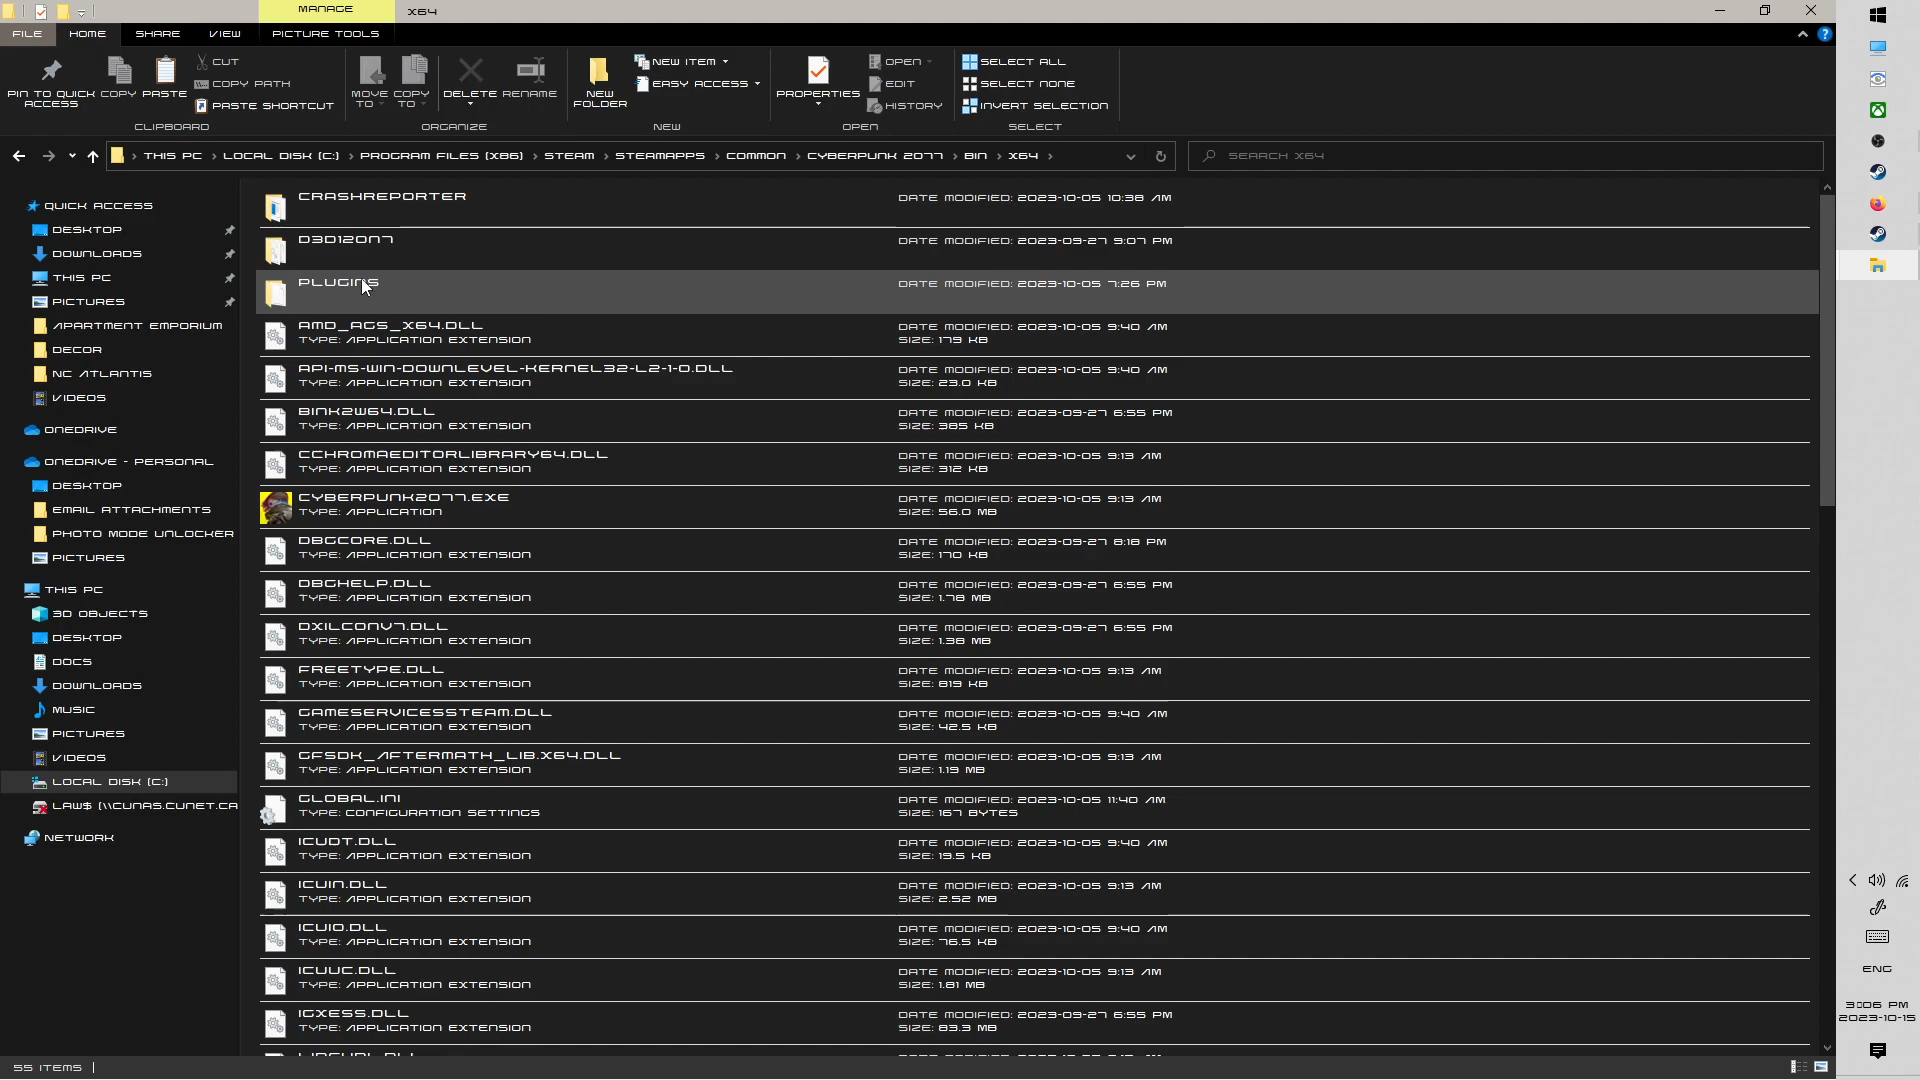 MANAGE
X64
FILE HOME SHARE VIEW PICTURE TOOLS
PIN TO QUICK ACCESS
COPY
PASTE
CUT
COPY PATH
PASTE SHORTCUT
CLIPBOARD
MOVE TO
COPY TO
DELETE
RENAME
ORGANIZE
NEW FOLDER
NEW ITEM
EASY ACCESS
NEW
PROPERTIES
OPEN
EDIT
HISTORY
OPEN
SELECT ALL
SELECT NONE
INVERT SELECTION
SELECT
THIS PC › LOCAL DISK (C:) › PROGRAM FILES (X86) › STEAM › STEAMAPPS › COMMON › CYBERPUNK 2077 › BIN › X64 ›
SEARCH X64
QUICK ACCESS
DESKTOP
DOWNLOADS
THIS PC
PICTURES
APARTMENT EMPORIUM
DECOR
NC ATLANTIS
VIDEOS
ONEDRIVE
ONEDRIVE - PERSONAL
DESKTOP
EMAIL ATTACHMENTS
PHOTO MODE UNLOCKER
PICTURES
THIS PC
3D OBJECTS
DESKTOP
DOCS
DOWNLOADS
MUSIC
PICTURES
VIDEOS
LOCAL DISK (C:)
LAW$ (\\CUNAS.CUNET.CA
NETWORK
CRASHREPORTER DATE MODIFIED: 2023-10-05 10:38 AM
D3D12ON7 DATE MODIFIED: 2023-09-27 9:07 PM
PLUGINS DATE MODIFIED: 2023-10-05 7:26 PM
AMD_AGS_X64.DLL DATE MODIFIED: 2023-10-05 9:40 AM
TYPE: APPLICATION EXTENSION SIZE: 179 KB
API-MS-WIN-DOWNLEVEL-KERNEL32-L2-1-0.DLL DATE MODIFIED: 2023-10-05 9:40 AM
TYPE: APPLICATION EXTENSION SIZE: 23.0 KB
BINK2W64.DLL DATE MODIFIED: 2023-09-27 6:55 PM
TYPE: APPLICATION EXTENSION SIZE: 385 KB
CCHROMAEDITORLIBRARY64.DLL DATE MODIFIED: 2023-10-05 9:13 AM
TYPE: APPLICATION EXTENSION SIZE: 312 KB
CYBERPUNK2077.EXE DATE MODIFIED: 2023-10-05 9:13 AM
TYPE: APPLICATION SIZE: 56.0 MB
DBGCORE.DLL DATE MODIFIED: 2023-09-27 8:18 PM
TYPE: APPLICATION EXTENSION SIZE: 170 KB
DBGHELP.DLL DATE MODIFIED: 2023-09-27 6:55 PM
TYPE: APPLICATION EXTENSION SIZE: 1.78 MB
DXILCONV7.DLL DATE MODIFIED: 2023-09-27 6:55 PM
TYPE: APPLICATION EXTENSION SIZE: 1.38 MB
FREETYPE.DLL DATE MODIFIED: 2023-10-05 9:13 AM
TYPE: APPLICATION EXTENSION SIZE: 819 KB
GAMESERVICESSTEAM.DLL DATE MODIFIED: 2023-10-05 9:40 AM
TYPE: APPLICATION EXTENSION SIZE: 42.5 KB
GFSDK_AFTERMATH_LIB.X64.DLL DATE MODIFIED: 2023-10-05 9:13 AM
TYPE: APPLICATION EXTENSION SIZE: 1.19 MB
GLOBAL.INI DATE MODIFIED: 2023-10-05 11:40 AM
TYPE: CONFIGURATION SETTINGS SIZE: 167 BYTES
ICUDT.DLL DATE MODIFIED: 2023-10-05 9:40 AM
TYPE: APPLICATION EXTENSION SIZE: 19.5 KB
ICUIN.DLL DATE MODIFIED: 2023-10-05 9:13 AM
TYPE: APPLICATION EXTENSION SIZE: 2.52 MB
ICUIO.DLL DATE MODIFIED: 2023-10-05 9:40 AM
TYPE: APPLICATION EXTENSION SIZE: 76.5 KB
ICUUC.DLL DATE MODIFIED: 2023-10-05 9:13 AM
TYPE: APPLICATION EXTENSION SIZE: 1.81 MB
IGXESS.DLL DATE MODIFIED: 2023-09-27 6:55 PM
TYPE: APPLICATION EXTENSION SIZE: 83.3 MB
55 ITEMS
ENG
3:06 PM
2023-10-15